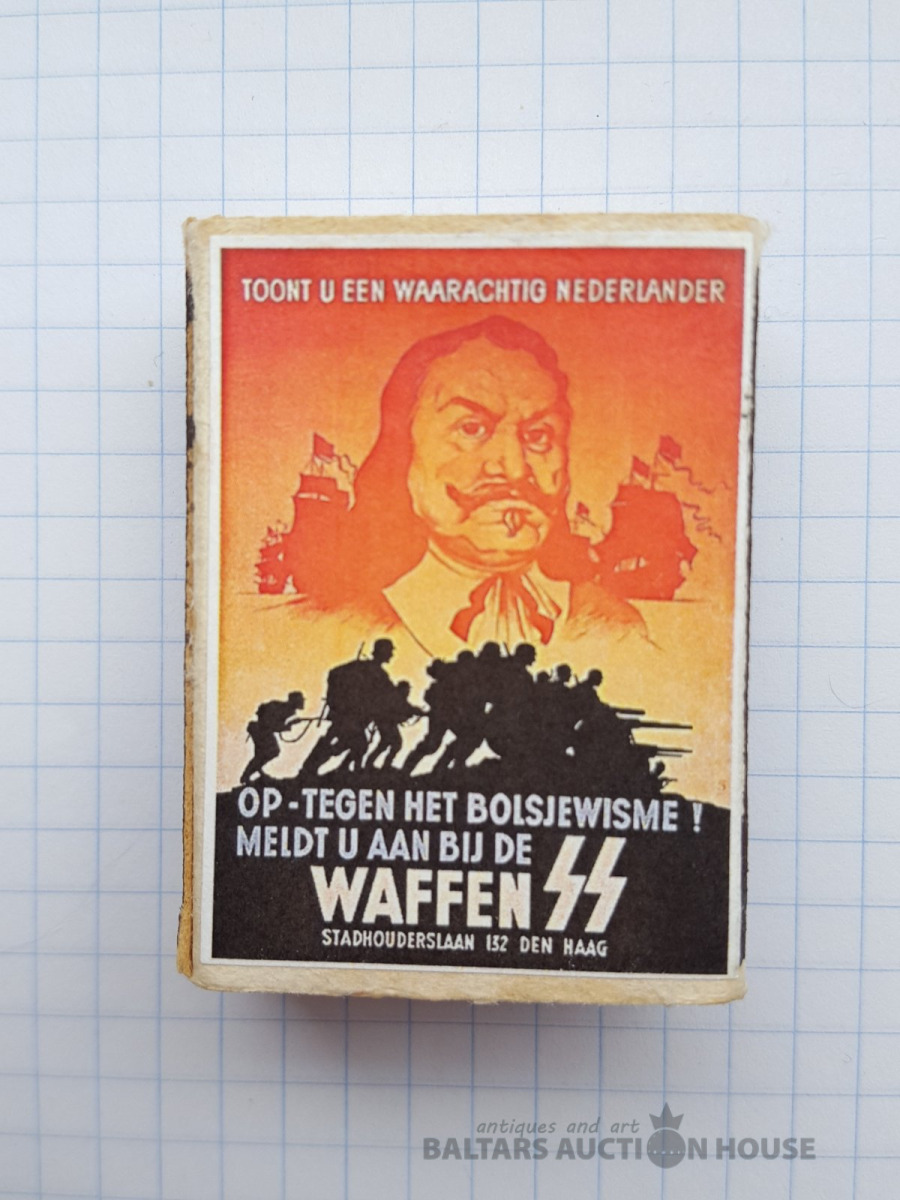 TOONT U EEN WAARACHTIG NEDERLANDER
OP-TEGEN HET BOLSJEWISME!
MELDT U AAN BIJ DE
WAFFEN SS
STADHOUDERSLAAN 132 DEN HAAG
antiques and art
BALTARS AUCTION HOUSE